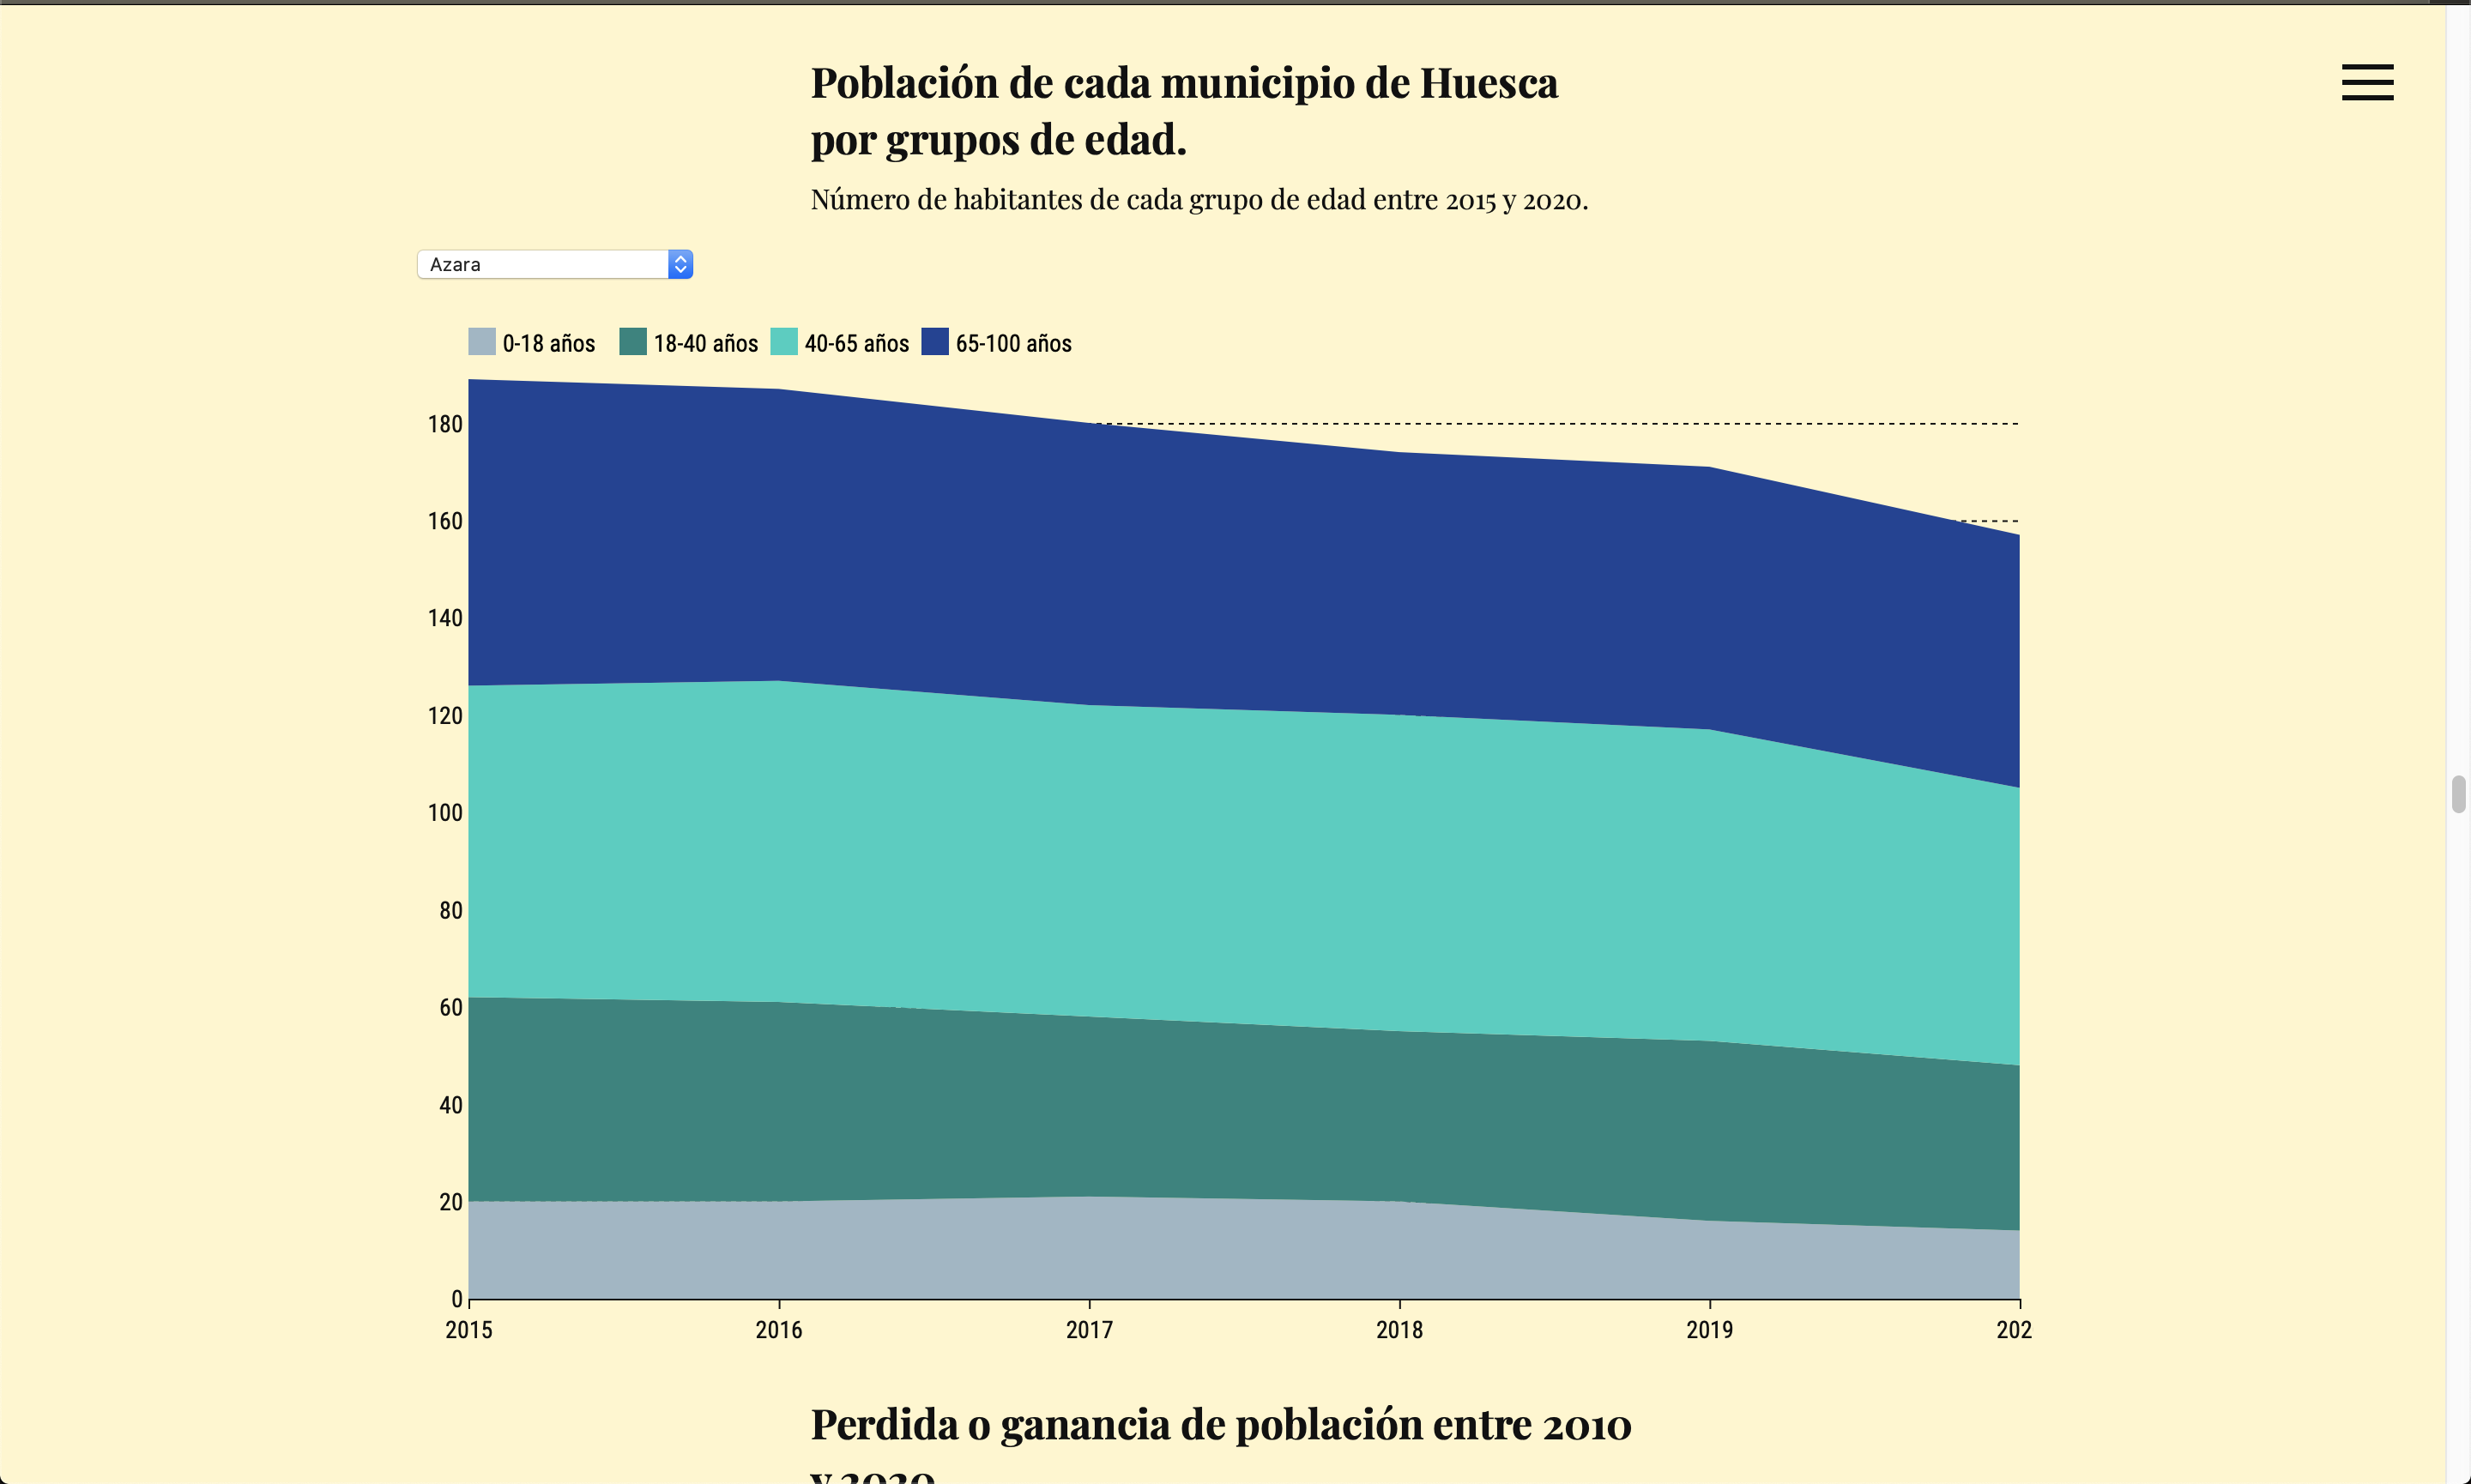 Población de cada municipio de Huesca
por grupos de edad.
Número de habitantes de cada grupo de edad entre 2015 y 2020.
Azara
0-18 años 18-40 años 40-65 años 65-100 años
180
160
140
120
100
80
60
40
20
0
2015 2016 2017 2018 2019 202
Perdida o ganancia de población entre 2010
y 2020